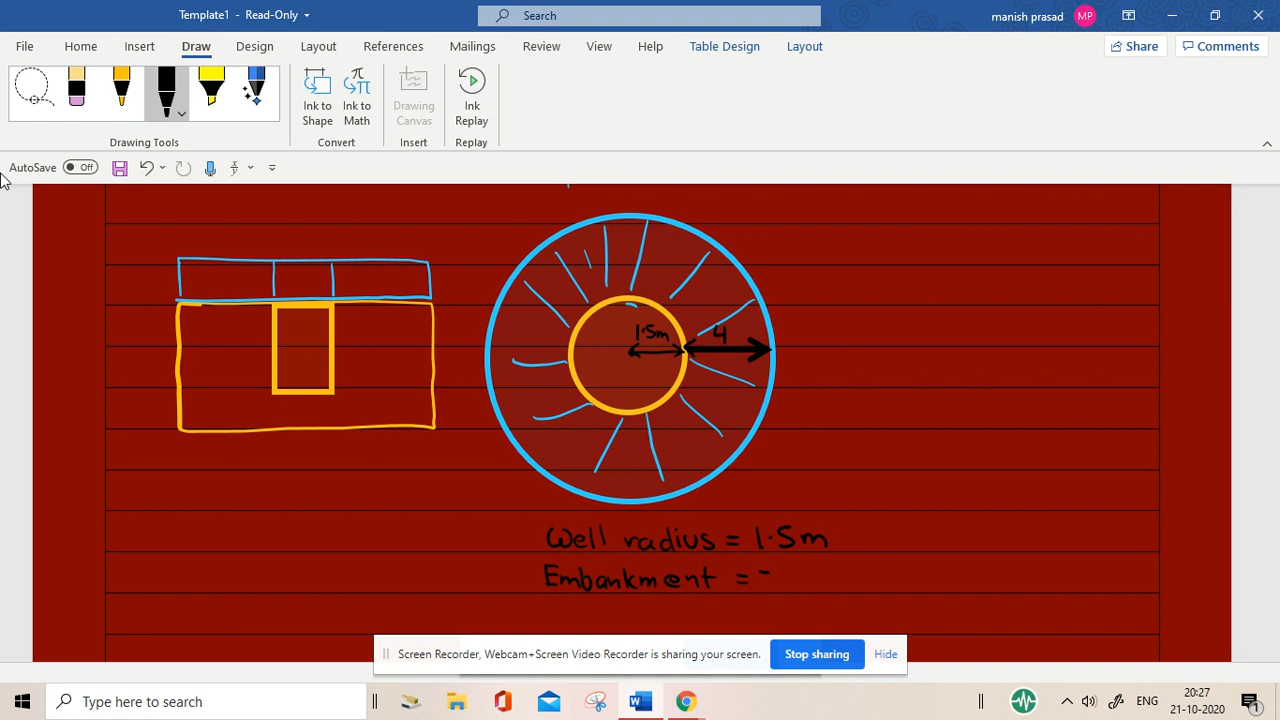 Template1 - Read-Only
Search
manish prasad
MP
File Home Insert Draw Design Layout References Mailings Review View Help Table Design Layout
Share
Comments
Ink to Shape
Ink to Math
Drawing Canvas
Ink Replay
Drawing Tools
Convert
Insert
Replay
AutoSave Off
1.5m
4
Well radius = 1.5m
Embankment = -
Screen Recorder, Webcam+Screen Video Recorder is sharing your screen.
Stop sharing
Hide
Type here to search
ENG
20:27
21-10-2020
1